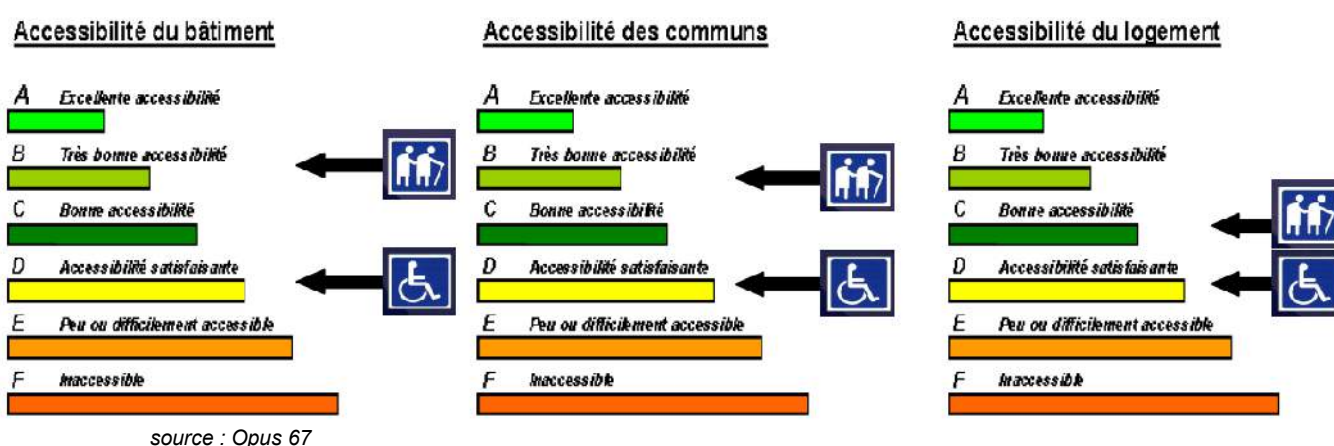 Accessibilité du bâtiment
A Excellente accessibilité
B Très bonne accessibilité
C Bonne accessibilité
D Accessibilité satisfaisante
E Peu ou difficilement accessible
F Inaccessible
source : Opus 67
Accessibilité des communs
A Excellente accessibilité
B Très bonne accessibilité
C Bonne accessibilité
D Accessibilité satisfaisante
E Peu ou difficilement accessible
F Inaccessible
Accessibilité du logement
A Excellente accessibilité
B Très bonne accessibilité
C Bonne accessibilité
D Accessibilité satisfaisante
E Peu ou difficilement accessible
F Inaccessible